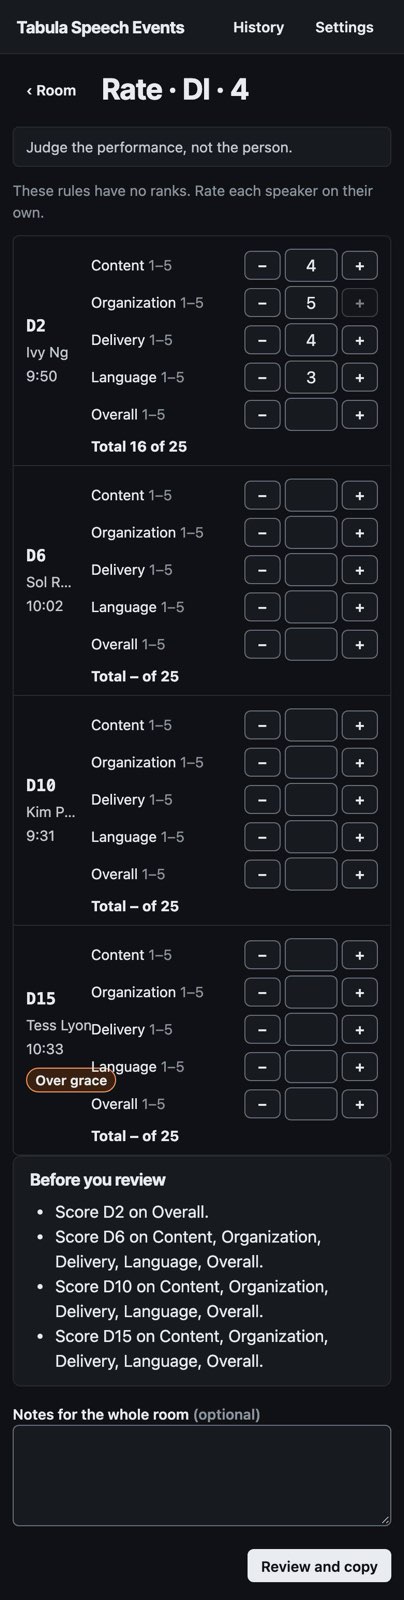 Tabula Speech Events History Settings
‹ Room Rate · DI · 4
Judge the performance, not the person.
These rules have no ranks. Rate each speaker on their
own.
D2
Ivy Ng
9:50
Content 1–5 − 4 +
Organization 1–5 − 5 +
Delivery 1–5 − 4 +
Language 1–5 − 3 +
Overall 1–5 − +
Total 16 of 25
D6
Sol R...
10:02
Content 1–5 − +
Organization 1–5 − +
Delivery 1–5 − +
Language 1–5 − +
Overall 1–5 − +
Total – of 25
D10
Kim P...
9:31
Content 1–5 − +
Organization 1–5 − +
Delivery 1–5 − +
Language 1–5 − +
Overall 1–5 − +
Total – of 25
D15
Tess Lyon
10:33
Over grace
Content 1–5 − +
Organization 1–5 − +
Delivery 1–5 − +
Language 1–5 − +
Overall 1–5 − +
Total – of 25
Before you review
• Score D2 on Overall.
• Score D6 on Content, Organization,
Delivery, Language, Overall.
• Score D10 on Content, Organization,
Delivery, Language, Overall.
• Score D15 on Content, Organization,
Delivery, Language, Overall.
Notes for the whole room (optional)
Review and copy